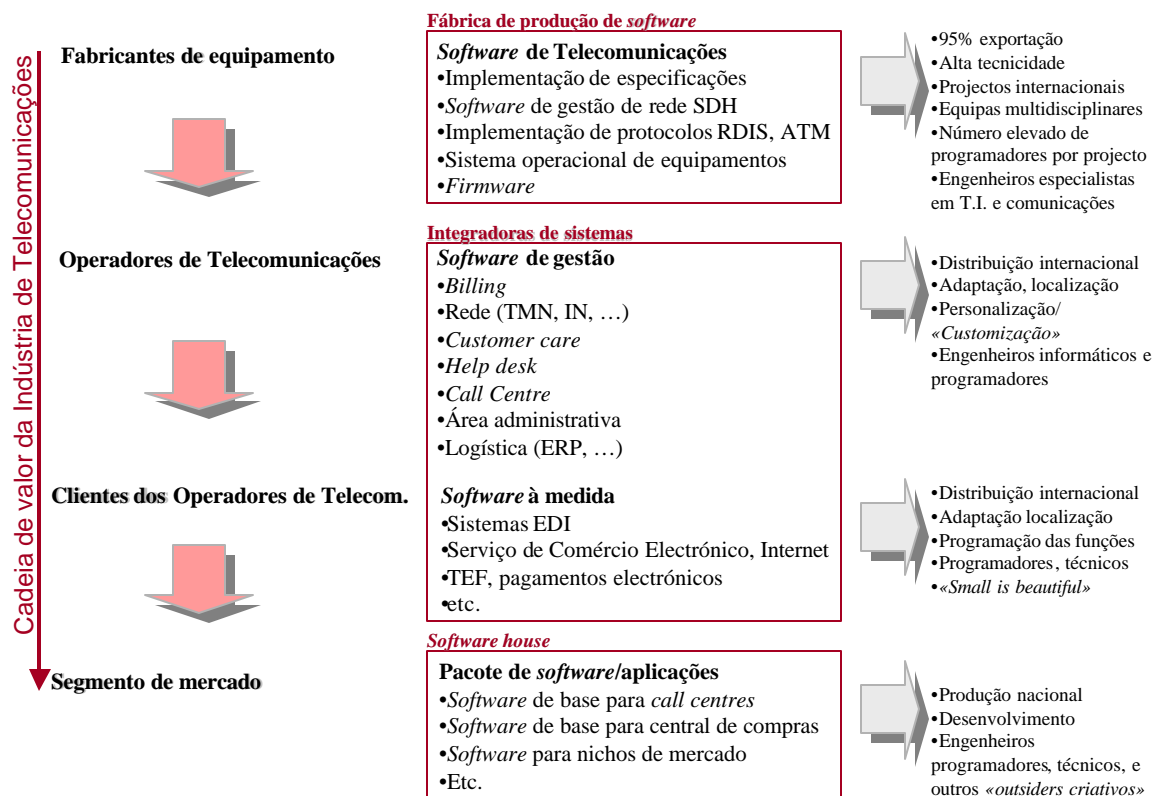 Cadeia de valor da Indústria de Telecomunicações
Fabricantes de equipamento
Fábrica de produção de software
Software de Telecomunicações
•Implementação de especificações
•Software de gestão de rede SDH
•Implementação de protocolos RDIS, ATM
•Sistema operacional de equipamentos
•Firmware
•95% exportação
•Alta tecnicidade
•Projectos internacionais
•Equipas multidisciplinares
•Número elevado de
programadores por projecto
•Engenheiros especialistas
em T.I. e comunicações
Operadores de Telecomunicações
Integradoras de sistemas
Software de gestão
•Billing
•Rede (TMN, IN, …)
•Customer care
•Help desk
•Call Centre
•Área administrativa
•Logística (ERP, …)
•Distribuição internacional
•Adaptação, localização
•Personalização/
«Customização»
•Engenheiros informáticos e
programadores
Clientes dos Operadores de Telecom.
Software à medida
•Sistemas EDI
•Serviço de Comércio Electrónico, Internet
•TEF, pagamentos electrónicos
•etc.
•Distribuição internacional
•Adaptação localização
•Programação das funções
•Programadores, técnicos
•«Small is beautiful»
Segmento de mercado
Software house
Pacote de software/aplicações
•Software de base para call centres
•Software de base para central de compras
•Software para nichos de mercado
•Etc.
•Produção nacional
•Desenvolvimento
•Engenheiros
programadores, técnicos, e
outros «outsiders criativos»